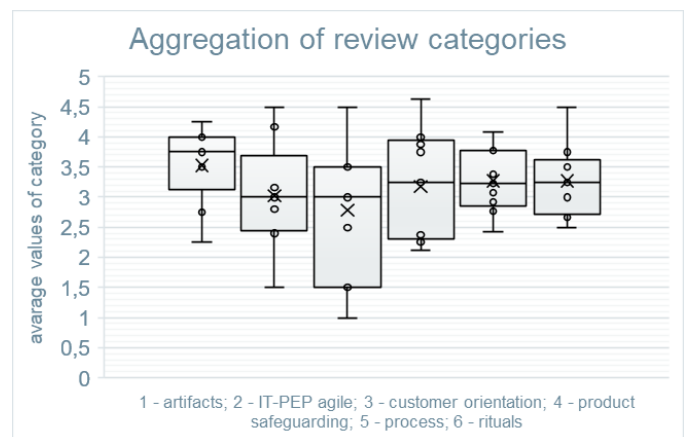 Aggregation of review categories
avarage values of category
5
4,5
4
3,5
3
2,5
2
1,5
1
0,5
0
1 - artifacts; 2 - IT-PEP agile; 3 - customer orientation; 4 - product
safeguarding; 5 - process; 6 - rituals